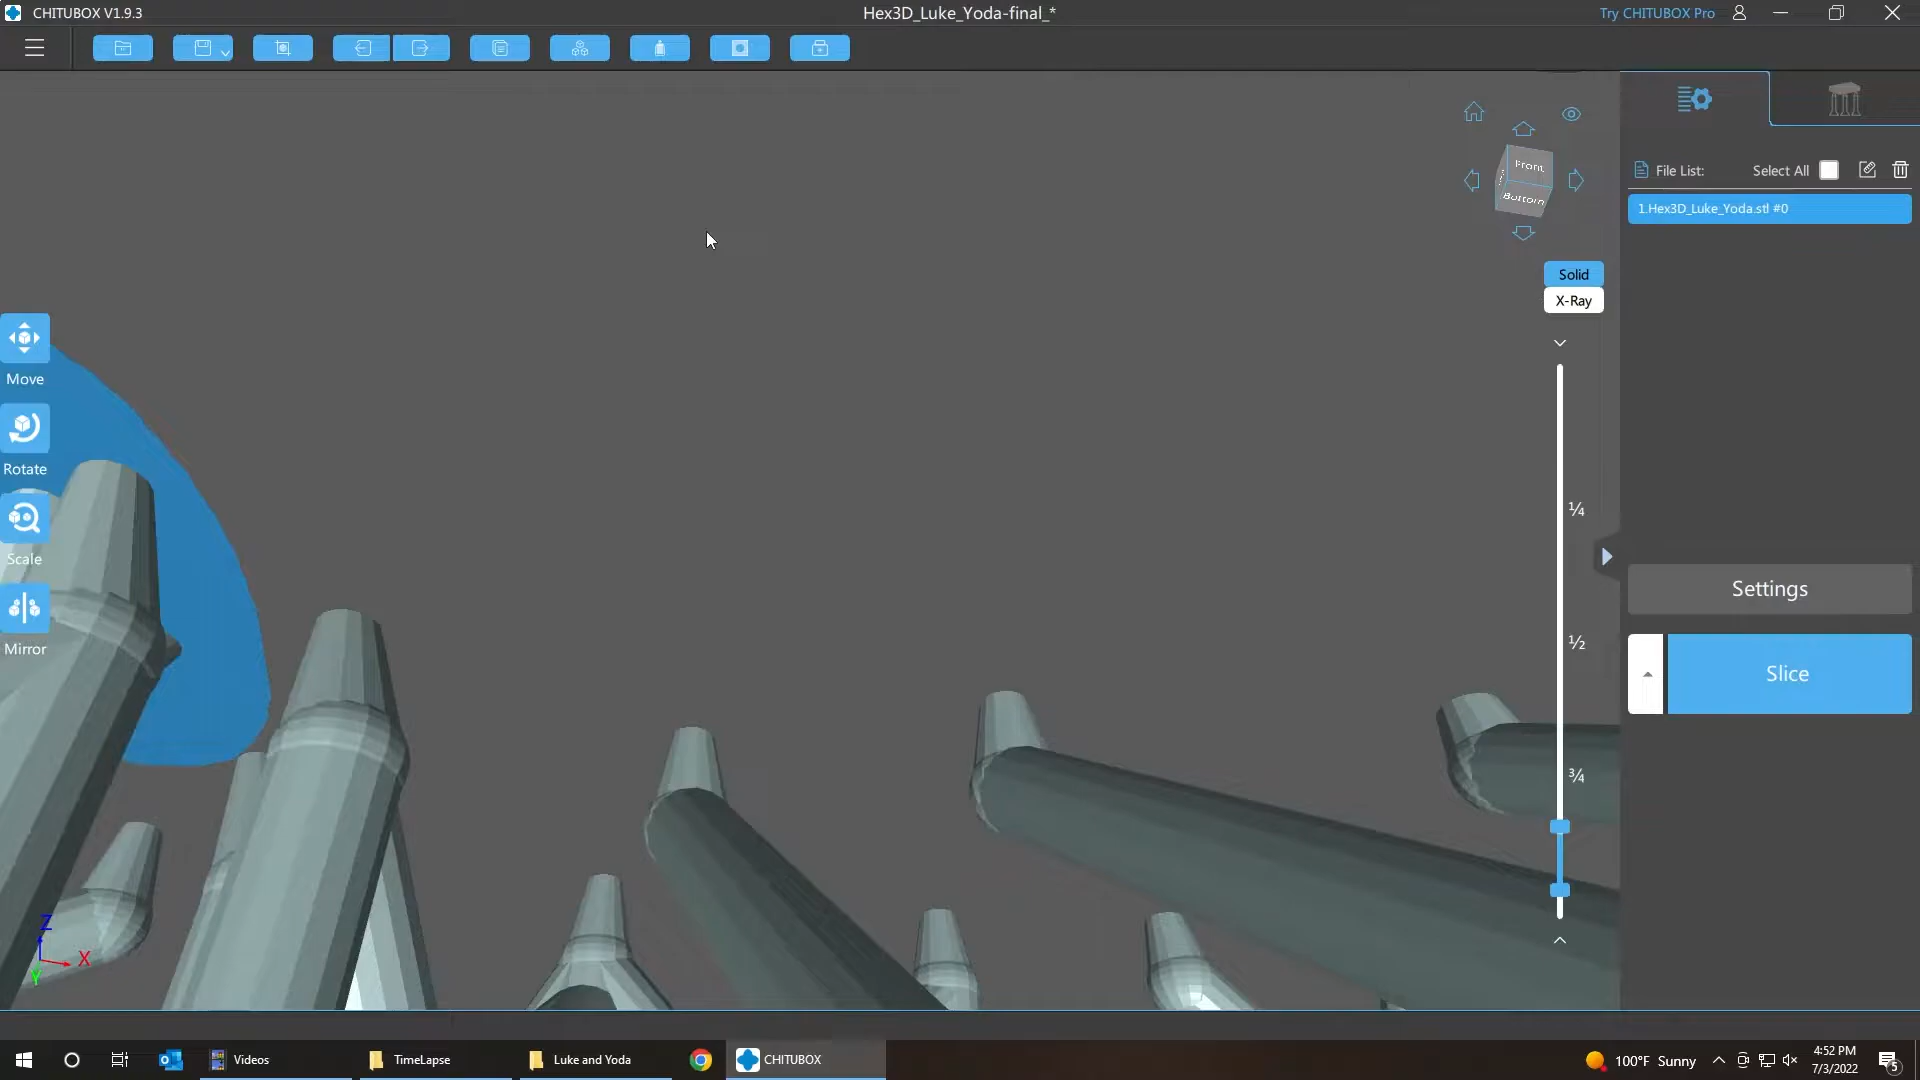 CHITUBOX V1.9.3
Hex3D_Luke_Yoda-final_*
Try CHITUBOX Pro
Front
Bottom
File List:
Select All
1.Hex3D_Luke_Yoda.stl #0
Solid
X-Ray
Move
Rotate
Scale
Mirror
¼
½
¾
Settings
Slice
Z
X
Y
Videos
TimeLapse
Luke and Yoda
CHITUBOX
100°F Sunny
4:52 PM
7/3/2022
5